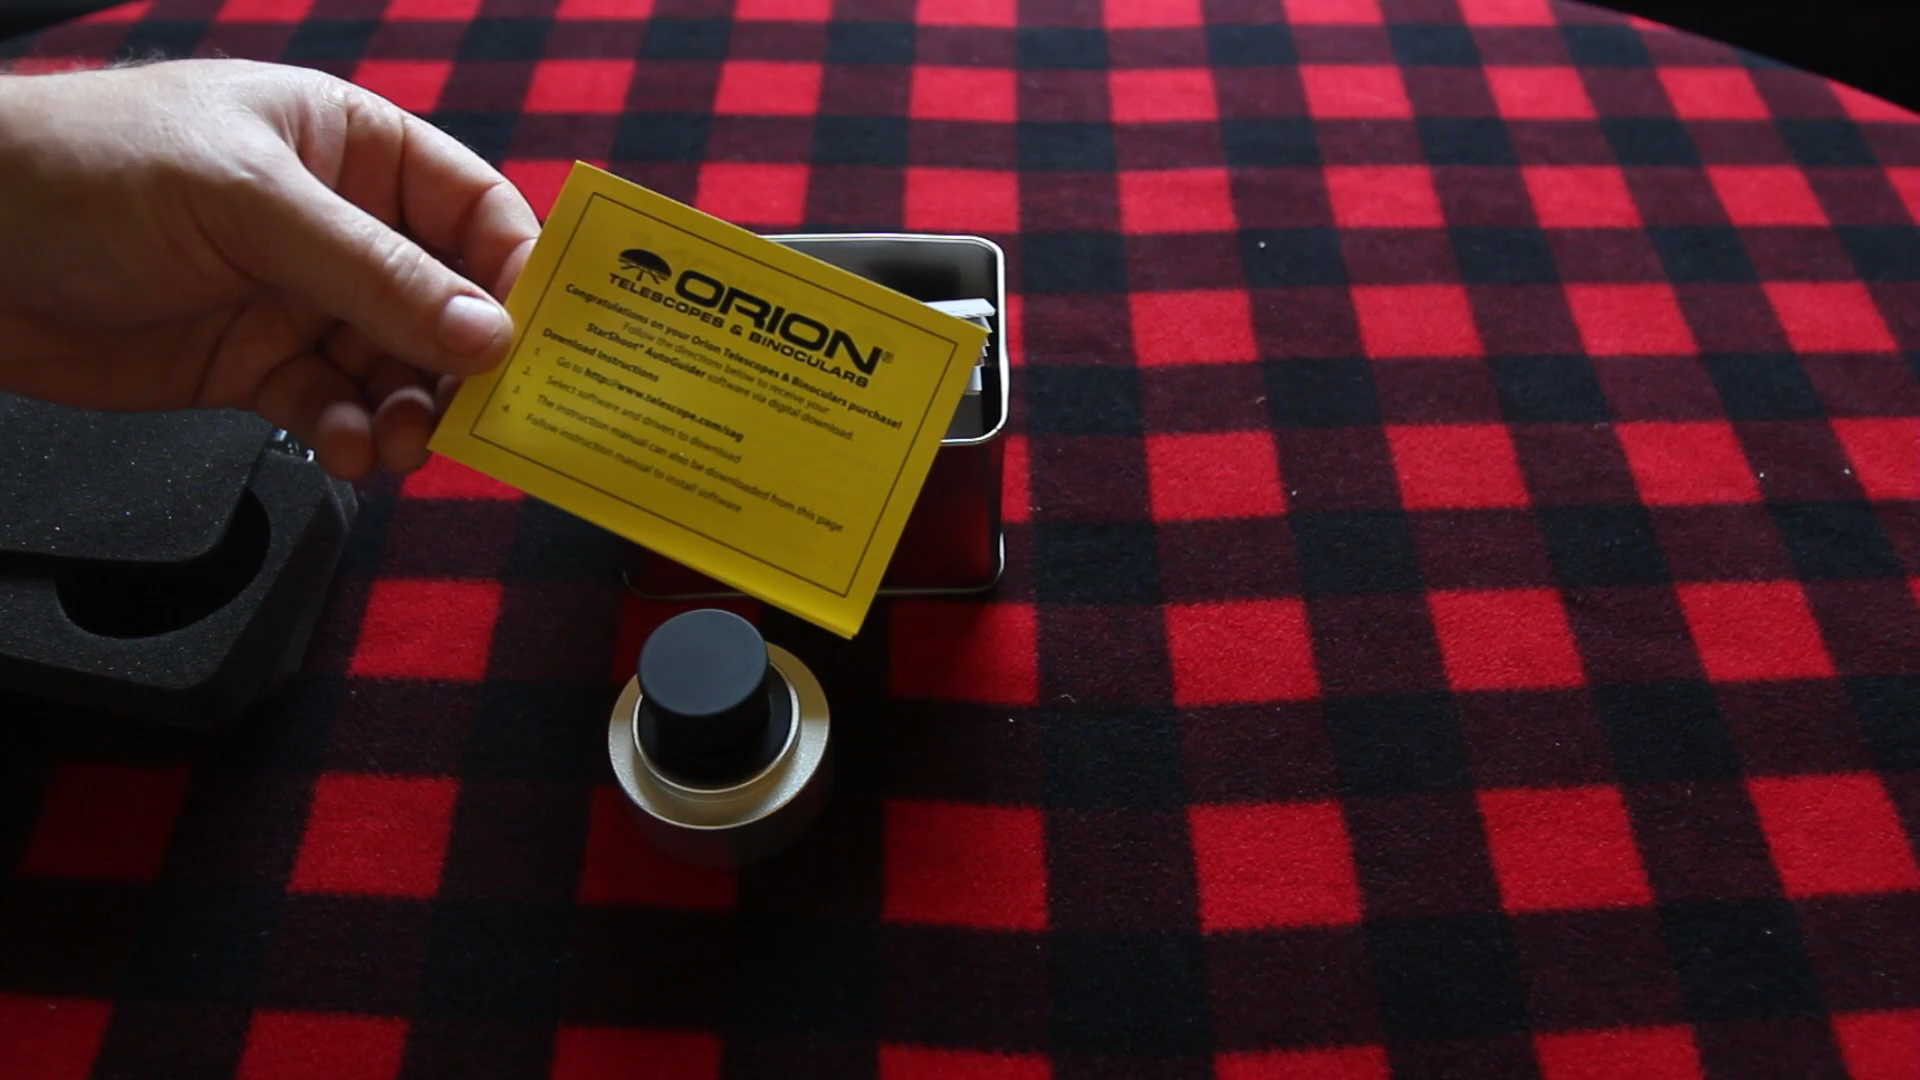 ORION®
TELESCOPES & BINOCULARS
Congratulations on your Orion Telescopes & Binoculars purchase!
Follow the directions below to receive your
StarShoot® AutoGuider software via digital download.
Download Instructions
1. Go to http://www.telescope.com/sag
2. Select software and drivers to download
3. The instruction manual can also be downloaded from this page
4. Follow instruction manual to install software